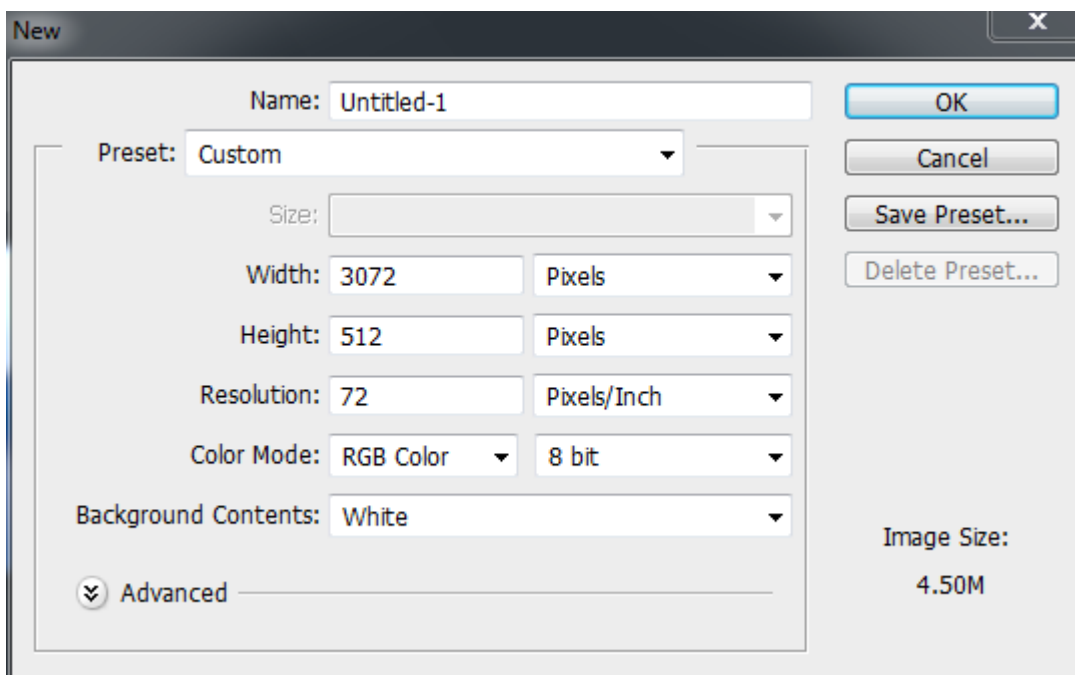 New
X
Name: Untitled-1
OK
Preset: Custom
Cancel
Size:
Save Preset...
Width: 3072 Pixels
Delete Preset...
Height: 512 Pixels
Resolution: 72 Pixels/Inch
Color Mode: RGB Color 8 bit
Background Contents: White
Image Size:
4.50M
Advanced